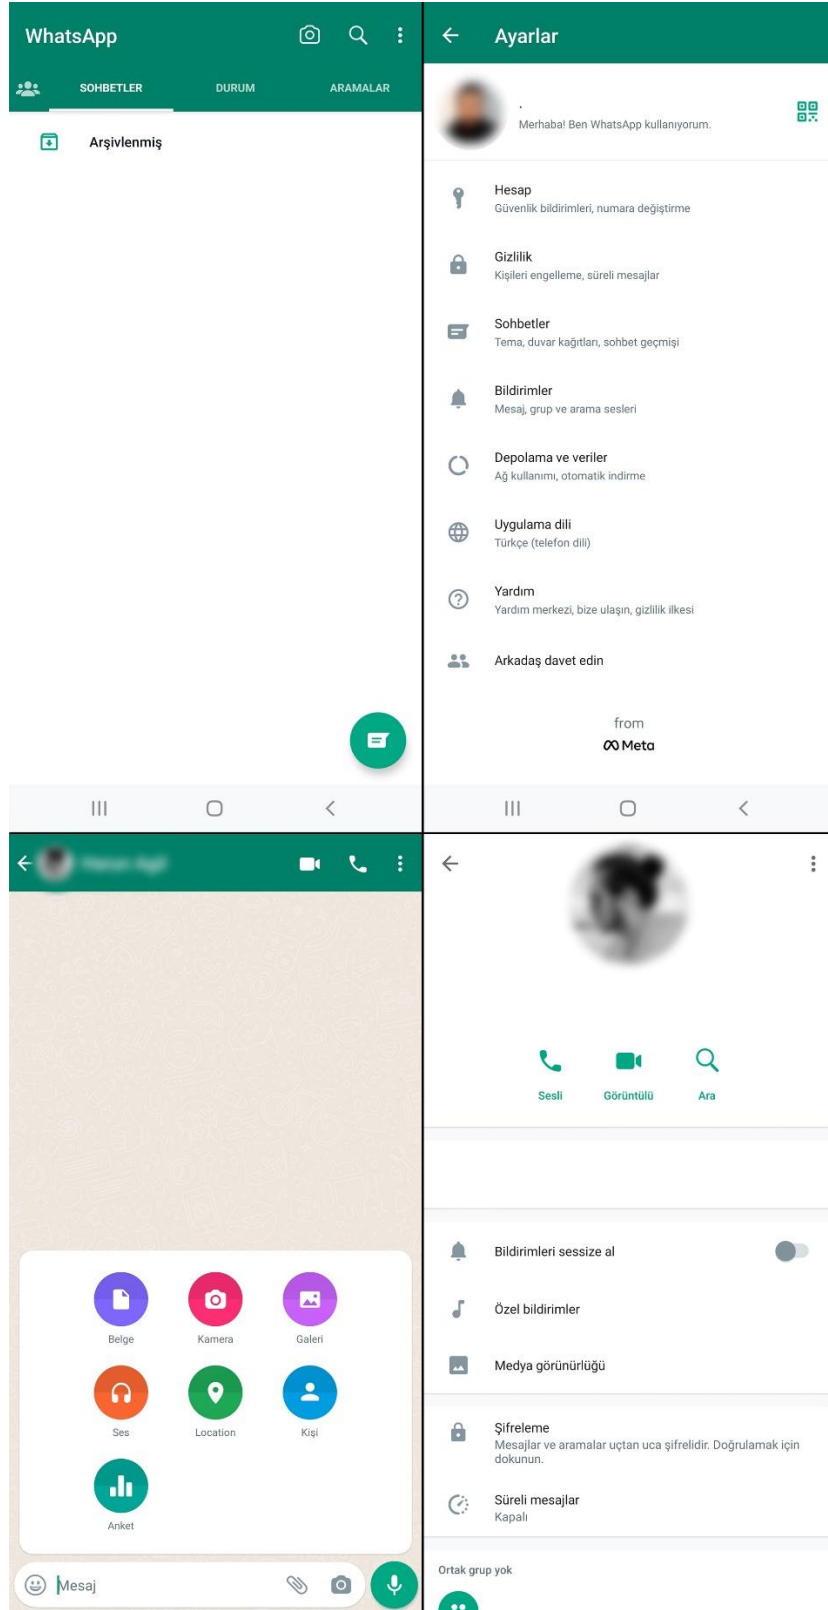 WhatsApp
SOHBETLER DURUM ARAMALAR
Arşivlenmiş
Ayarlar
.
Merhaba! Ben WhatsApp kullanıyorum.
Hesap
Güvenlik bildirimleri, numara değiştirme
Gizlilik
Kişileri engelleme, süreli mesajlar
Sohbetler
Tema, duvar kağıtları, sohbet geçmişi
Bildirimler
Mesaj, grup ve arama sesleri
Depolama ve veriler
Ağ kullanımı, otomatik indirme
Uygulama dili
Türkçe (telefon dili)
Yardım
Yardım merkezi, bize ulaşın, gizlilik ilkesi
Arkadaş davet edin
from
Meta
Belge Kamera Galeri
Ses Location Kişi
Anket
Mesaj
Sesli Görüntülü Ara
Bildirimleri sessize al
Özel bildirimler
Medya görünürlüğü
Şifreleme
Mesajlar ve aramalar uçtan uca şifrelidir. Doğrulamak için
dokunun.
Süreli mesajlar
Kapalı
Ortak grup yok